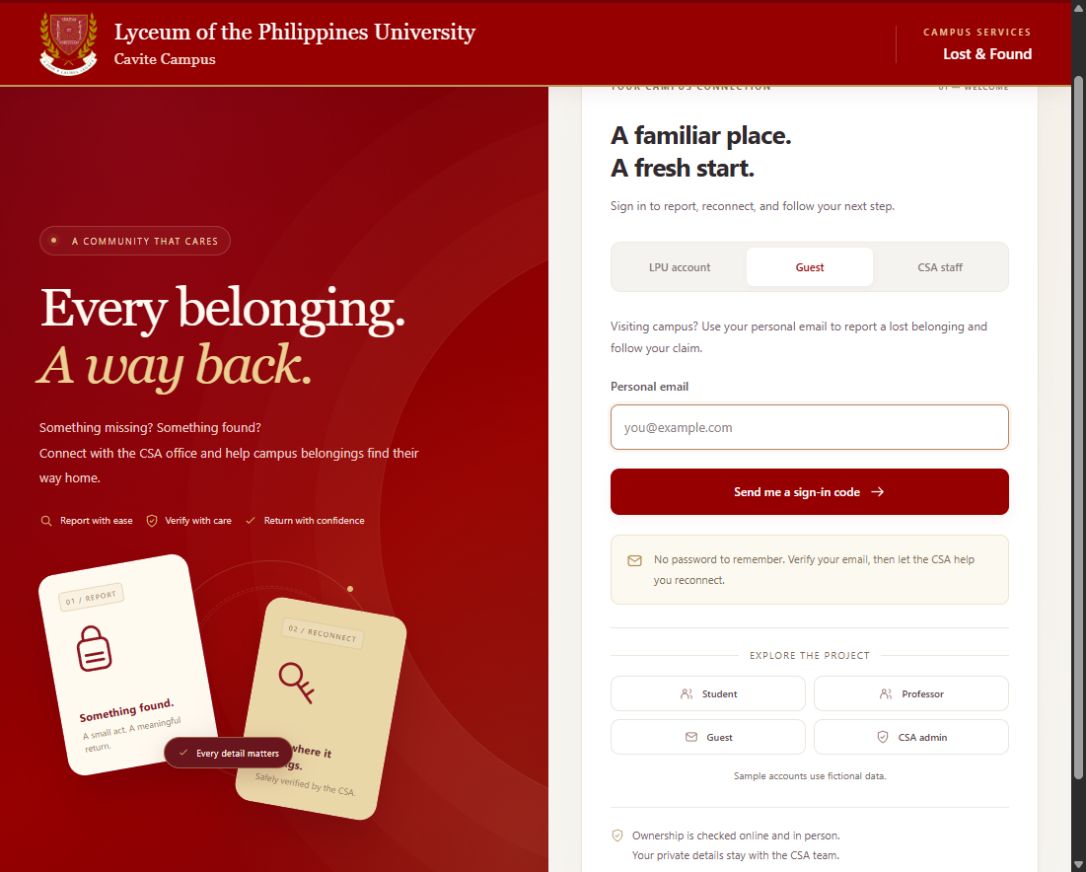 Lyceum of the Philippines University
Cavite Campus
CAMPUS SERVICES
Lost & Found
A COMMUNITY THAT CARES
Every belonging.
A way back.
Something missing? Something found?
Connect with the CSA office and help campus belongings find their
way home.
Report with ease
Verify with care
Return with confidence
01 / REPORT
Something found.
A small act. A meaningful
return.
02 / RECONNECT
where it
gs.
Safely verified by the CSA.
Every detail matters
YOUR CAMPUS CONNECTION
01 — WELCOME
A familiar place.
A fresh start.
Sign in to report, reconnect, and follow your next step.
LPU account
Guest
CSA staff
Visiting campus? Use your personal email to report a lost belonging and
follow your claim.
Personal email
you@example.com
Send me a sign-in code
No password to remember. Verify your email, then let the CSA help
you reconnect.
EXPLORE THE PROJECT
Student
Professor
Guest
CSA admin
Sample accounts use fictional data.
Ownership is checked online and in person.
Your private details stay with the CSA team.